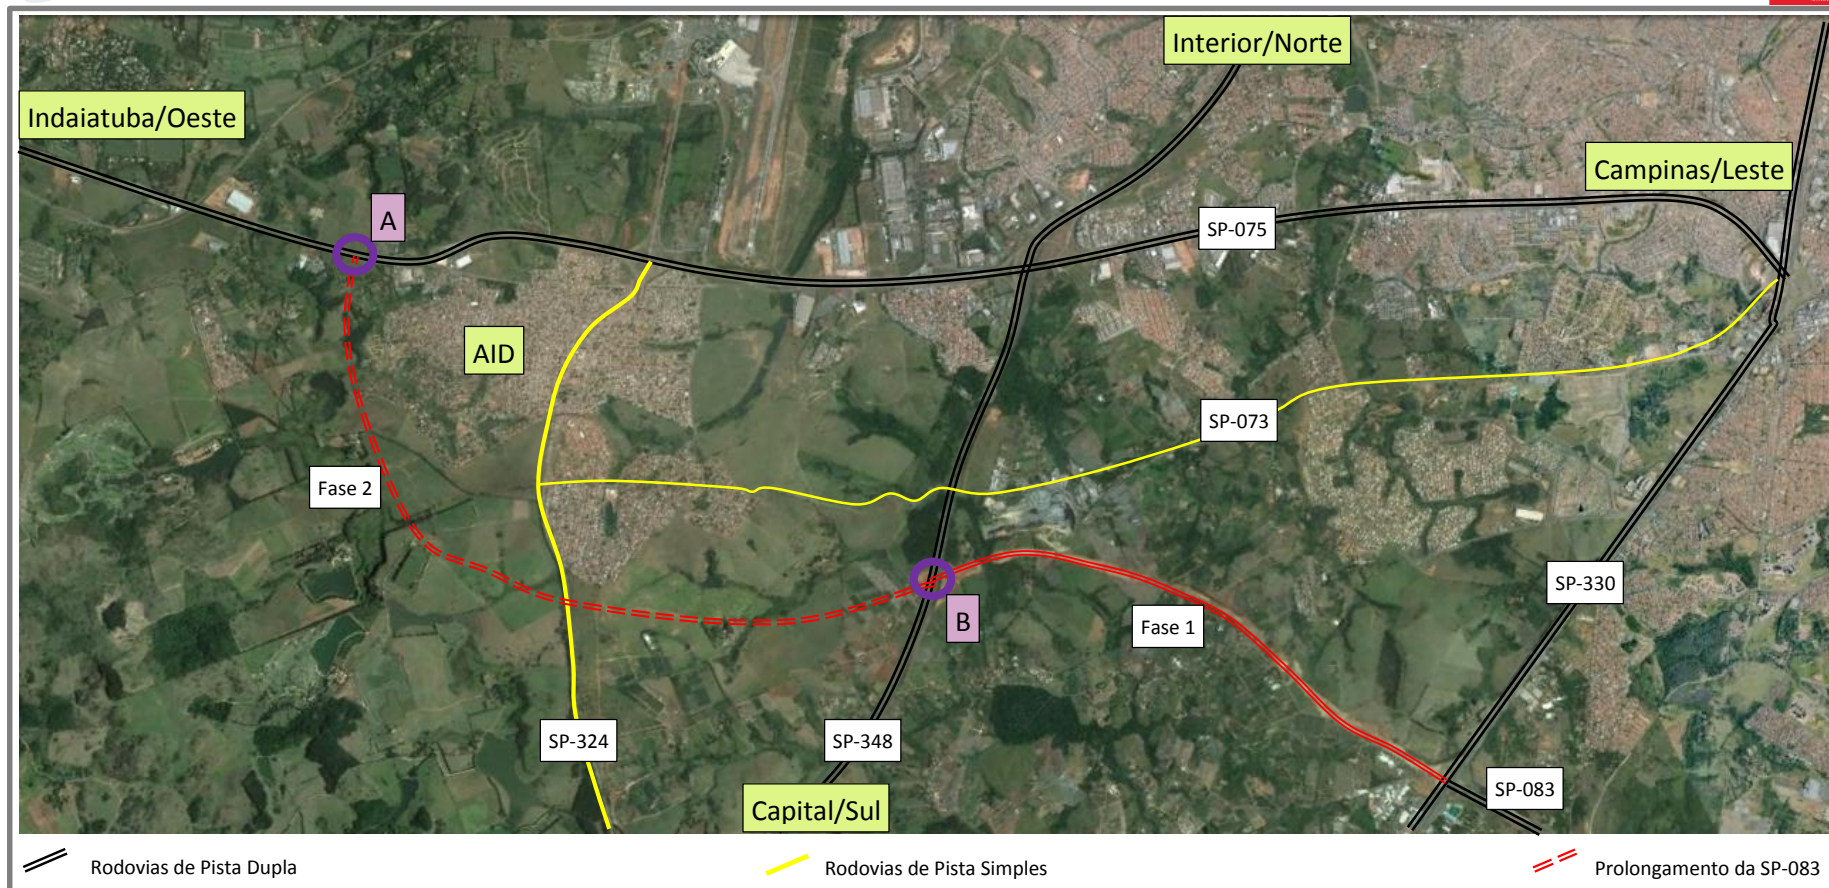 Interior/Norte
Indaiatuba/Oeste
Campinas/Leste
A
SP-075
AID
SP-073
Fase 2
SP-330
B
Fase 1
SP-324
SP-348
SP-083
Capital/Sul
Rodovias de Pista Dupla
Rodovias de Pista Simples
Prolongamento da SP-083